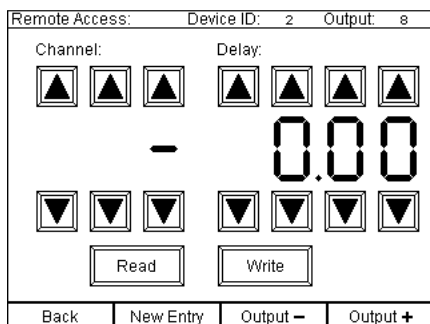 Remote Access: Device ID: 2 Output: 8
Channel: Delay:
- 0.00
Read Write
Back New Entry Output - Output +